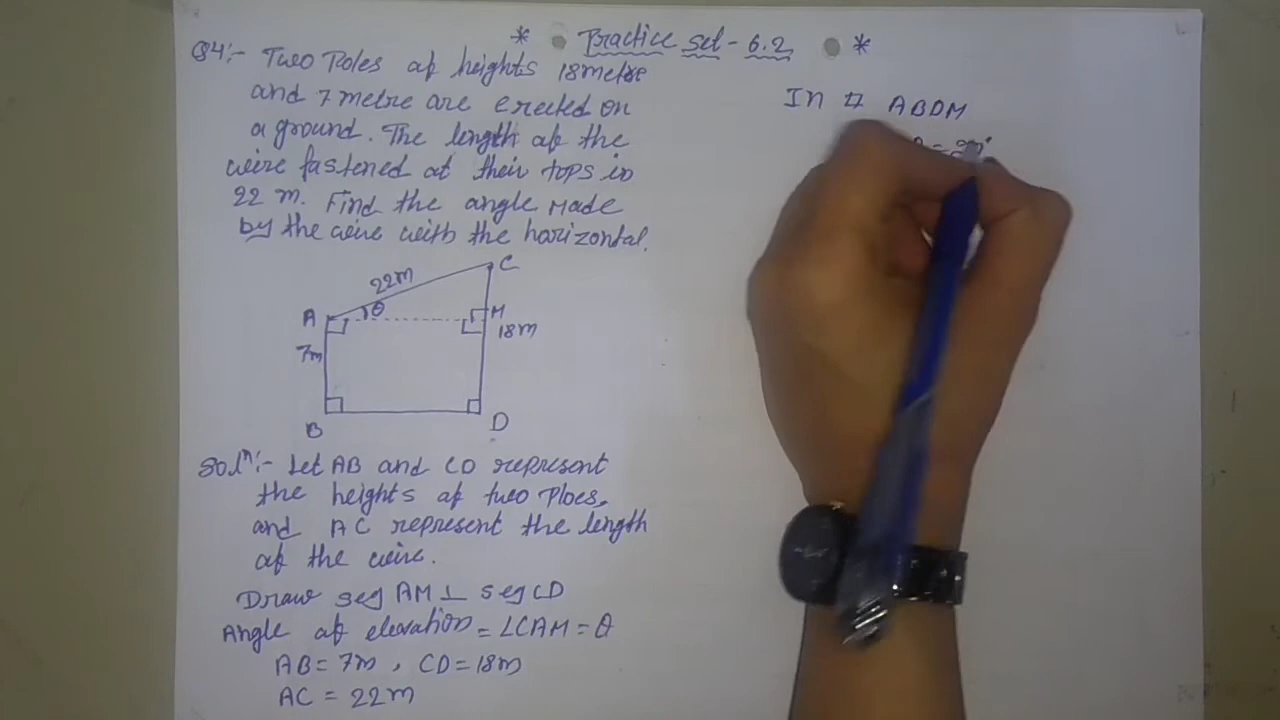 * Practice set - 6.2 *
Q4:- Two Poles of heights 18 metre
and 7 metre are erected on
a ground. The length of the
wire fastened at their tops is
22 m. Find the angle Made
by the wire with the horizontal.
C
22m
A θ M
7m 18m
B D
Solⁿ:- Let AB and CD represent
the heights of two Ploes,
and AC represent the length
of the wire.
Draw seg AM ⊥ seg CD
Angle of elevation = ∠CAM = θ
AB = 7m , CD = 18m
AC = 22m
In □ ABDM